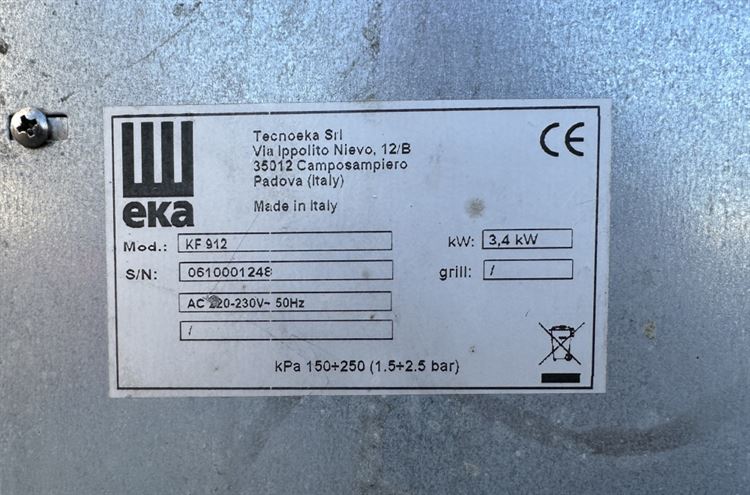 Tecnoeka Srl
Via Ippolito Nievo, 12/B
35012 Camposampiero
Padova (Italy)
Made in Italy
CE
eka
Mod.: KF 912
kW: 3,4 kW
S/N: 0610001248
grill: /
AC 220-230V~ 50Hz
/
kPa 150÷250 (1.5÷2.5 bar)